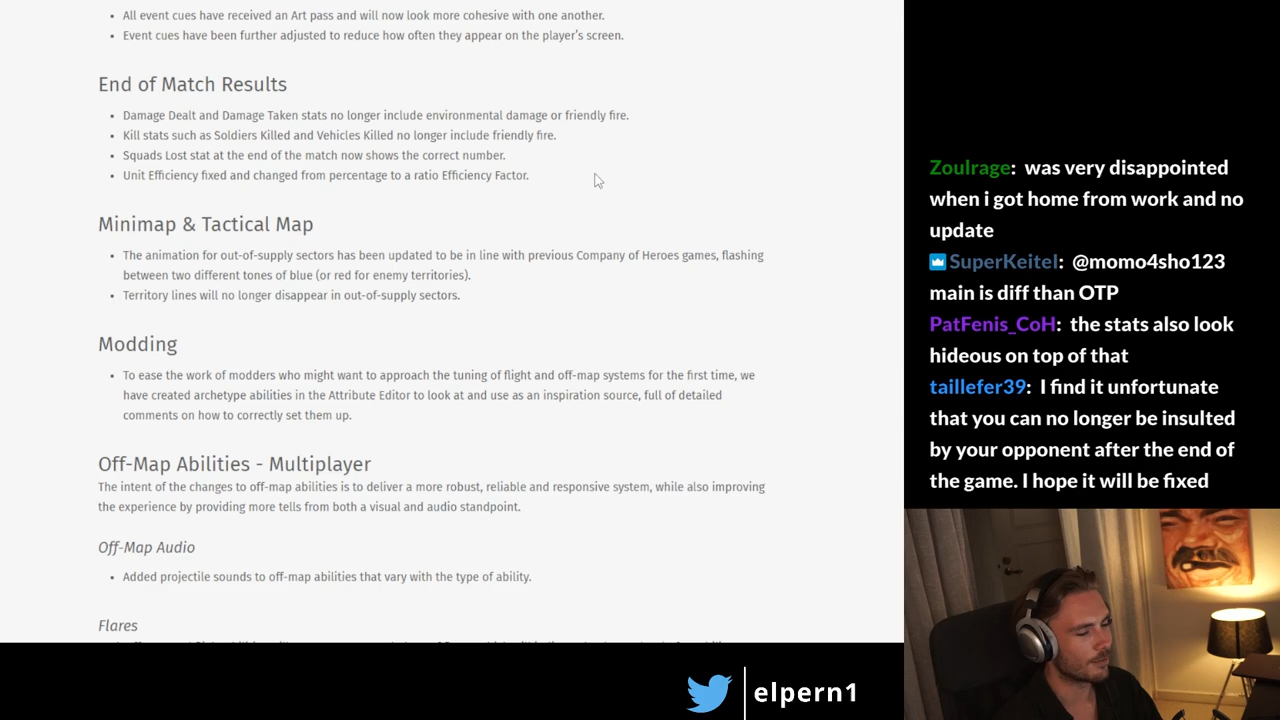 All event cues have received an Art pass and will now look more cohesive with one another.
Event cues have been further adjusted to reduce how often they appear on the player's screen.
End of Match Results
Damage Dealt and Damage Taken stats no longer include environmental damage or friendly fire.
Kill stats such as Soldiers Killed and Vehicles Killed no longer include friendly fire.
Squads Lost stat at the end of the match now shows the correct number.
Unit Efficiency fixed and changed from percentage to a ratio Efficiency Factor.
Minimap & Tactical Map
The animation for out-of-supply sectors has been updated to be in line with previous Company of Heroes games, flashing
between two different tones of blue (or red for enemy territories).
Territory lines will no longer disappear in out-of-supply sectors.
Modding
To ease the work of modders who might want to approach the tuning of flight and off-map systems for the first time, we
have created archetype abilities in the Attribute Editor to look at and use as an inspiration source, full of detailed
comments on how to correctly set them up.
Off-Map Abilities - Multiplayer
The intent of the changes to off-map abilities is to deliver a more robust, reliable and responsive system, while also improving
the experience by providing more tells from both a visual and audio standpoint.
Off-Map Audio
Added projectile sounds to off-map abilities that vary with the type of ability.
Flares
Zoulrage: was very disappointed
when i got home from work and no
update
SuperKeitel: @momo4sho123
main is diff than OTP
PatFenis_CoH: the stats also look
hideous on top of that
taillefer39: I find it unfortunate
that you can no longer be insulted
by your opponent after the end of
the game. I hope it will be fixed
elpern1